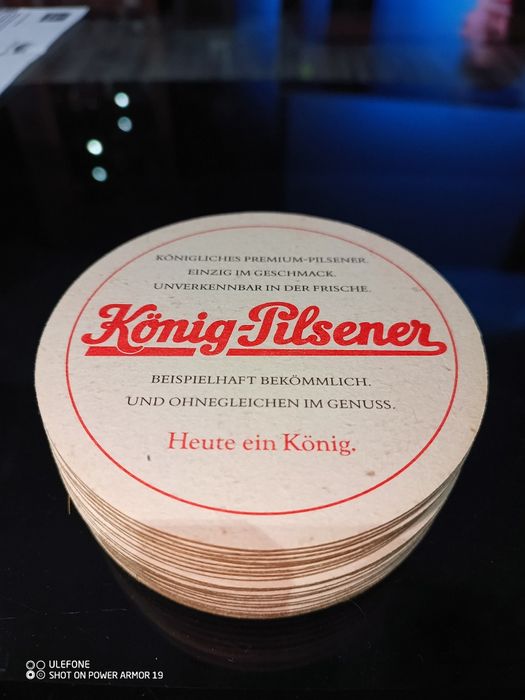 KÖNIGLICHES PREMIUM-PILSENER.
EINZIG IM GESCHMACK.
UNVERKENNBAR IN DER FRISCHE.
König-Pilsener
BEISPIELHAFT BEKÖMMLICH.
UND OHNEGLEICHEN IM GENUSS.
Heute ein König.
ULEFONE
SHOT ON POWER ARMOR 19